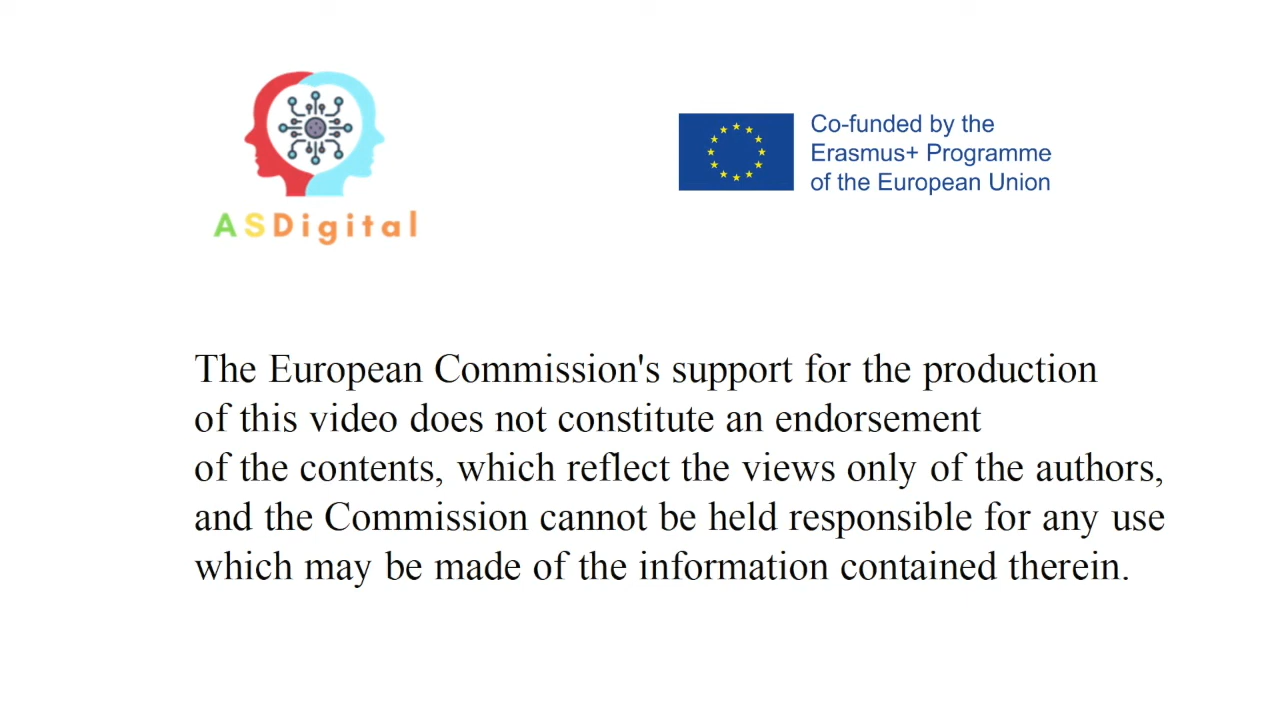 ASDigital
Co-funded by the
Erasmus+ Programme
of the European Union
The European Commission's support for the production
of this video does not constitute an endorsement
of the contents, which reflect the views only of the authors,
and the Commission cannot be held responsible for any use
which may be made of the information contained therein.